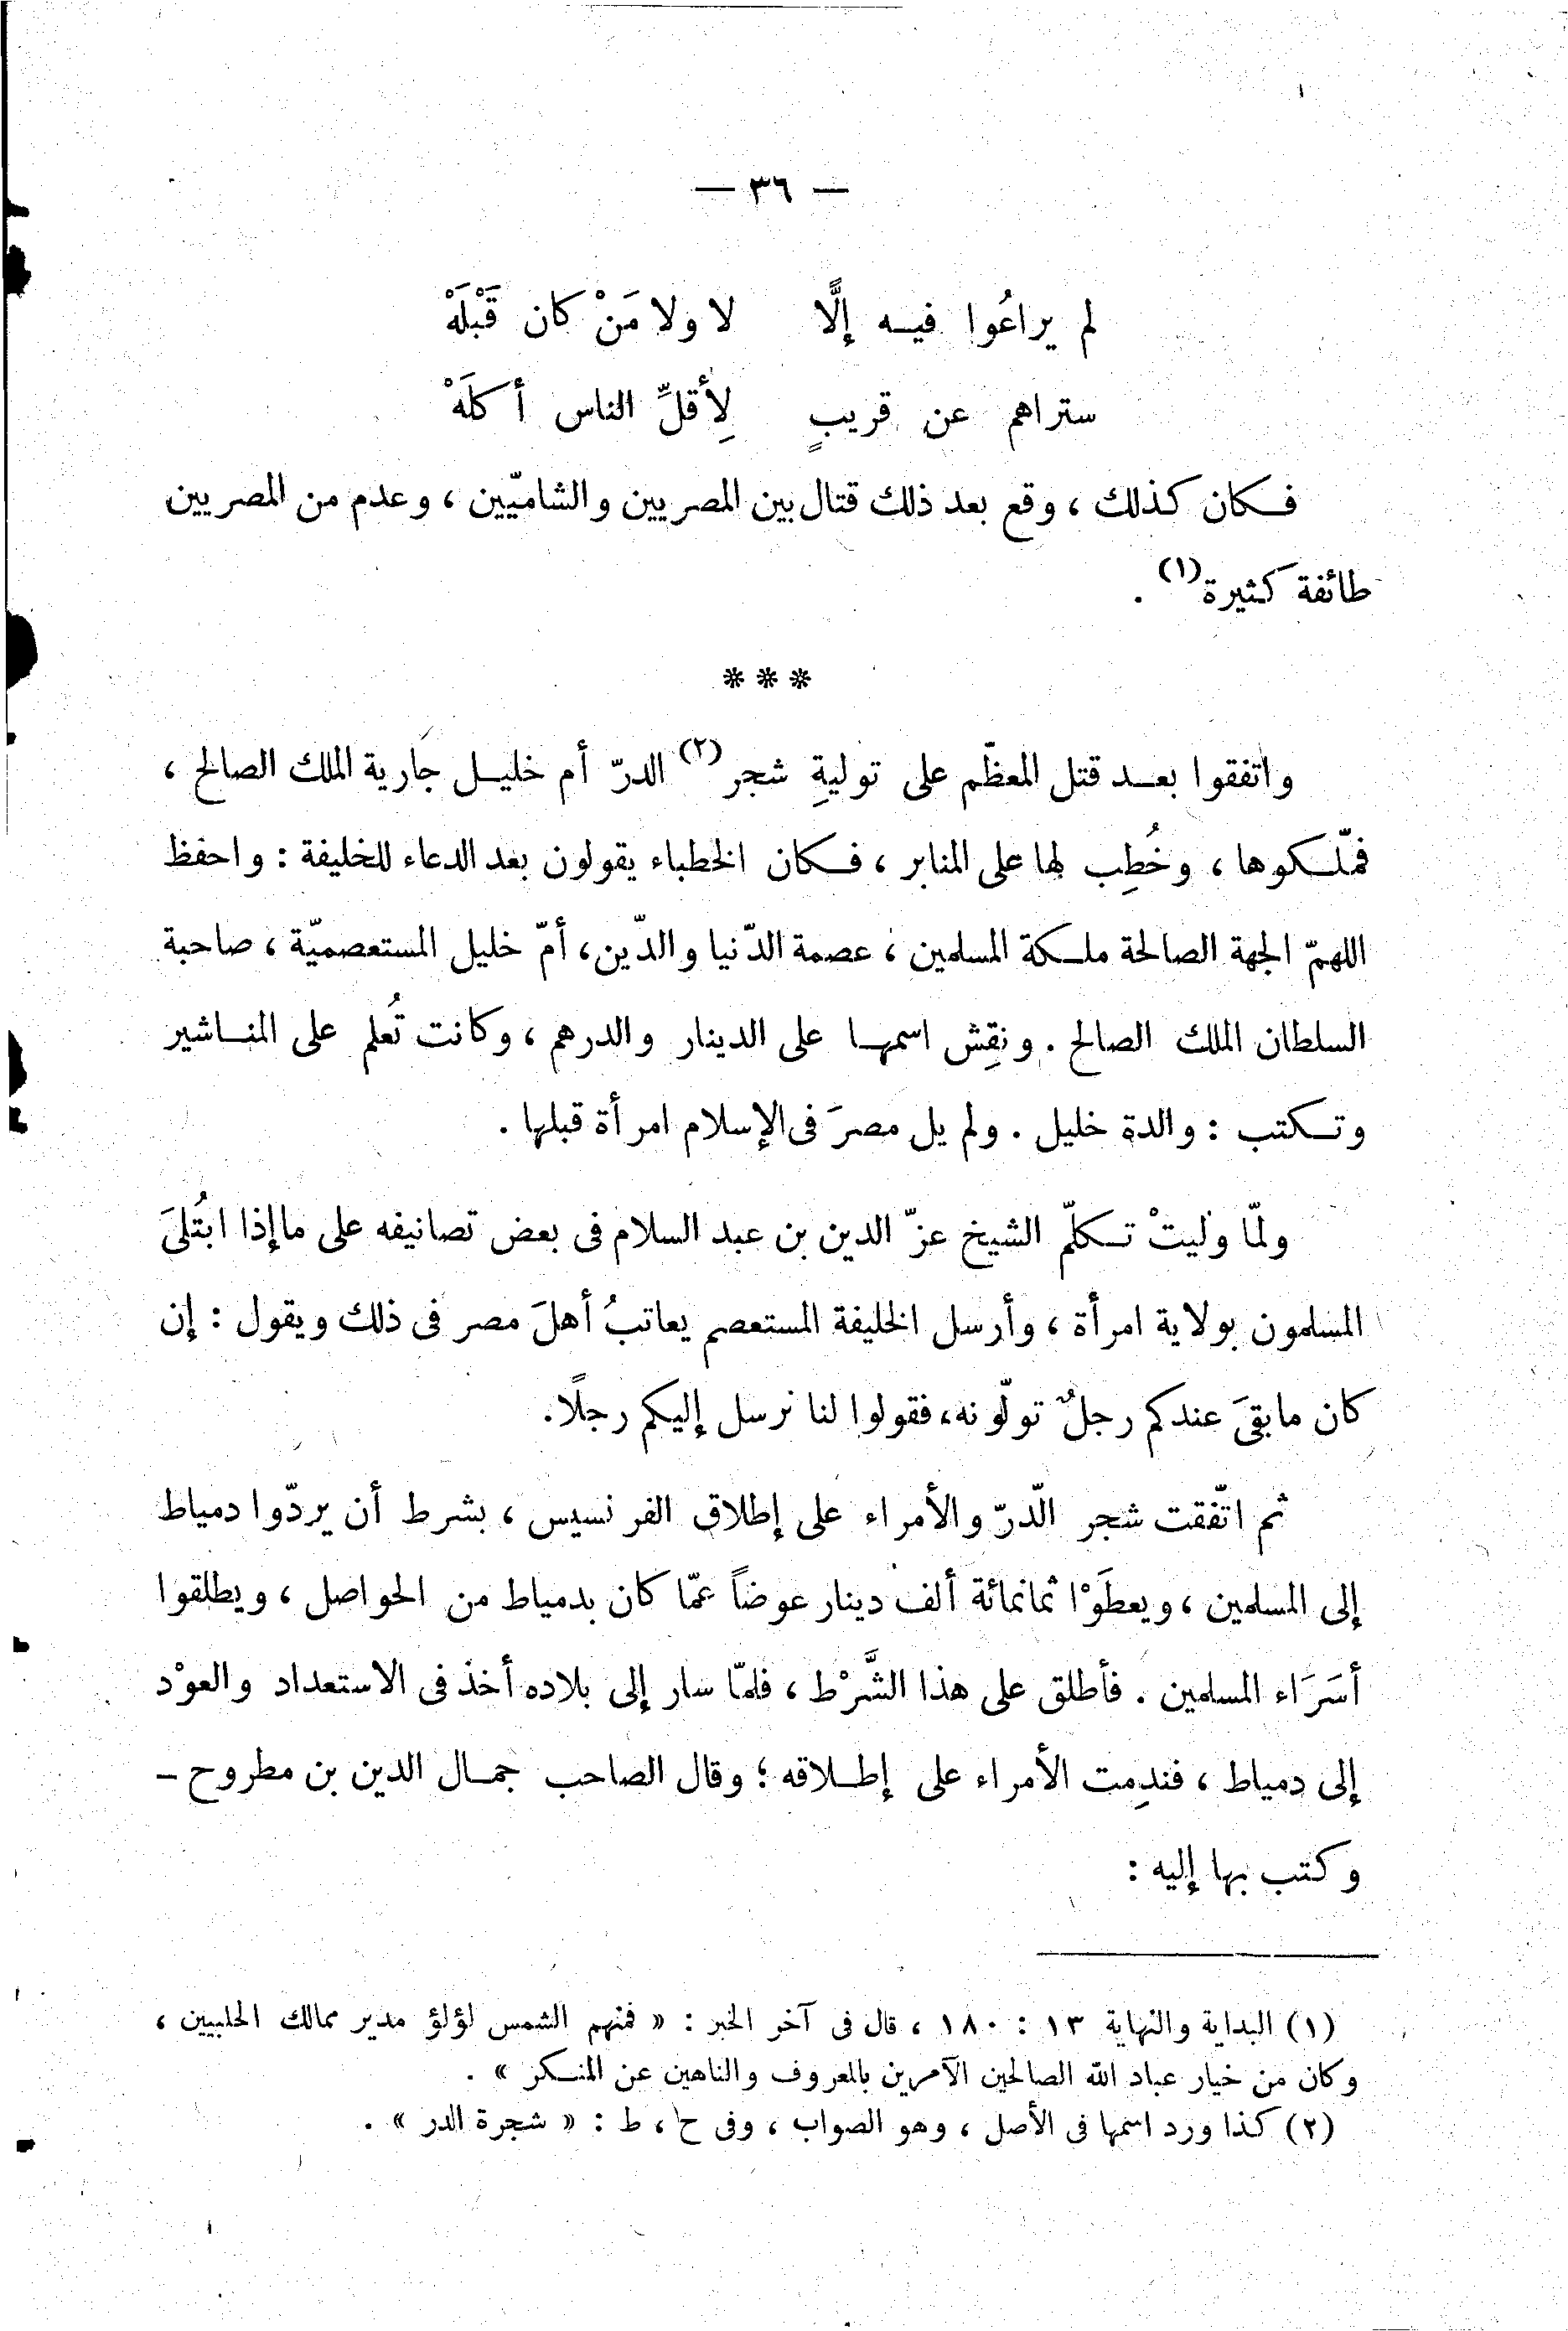 — ٣٦ —
لم يراعُوا فيه إلَّا لا ولا مَنْ كان قَبْلَهْ
ستراهم عن قريبٍ لِأقلِّ الناس أكلَهْ
فكان كذلك ، وقع بعد ذلك قتال بين المصريين والشاميّين ، وعدم من المصريين
طائفة كثيرة(١) .
* * *
واتفقوا بعد قتل المعظّم على توليةِ شجر(٢) الدرّ أم خليل جارية الملك الصالح ،
فملّكوها ، وخُطِب لها على المنابر ، فكان الخطباء يقولون بعد الدعاء للخليفة : واحفظ
اللهمّ الجهة الصالحة ملكة المسلمين ، عصمة الدّنيا والدّين، أمّ خليل المستعصميّة ، صاحبة
السلطان الملك الصالح . ونقِش اسمها على الدينار والدرهم ، وكانت تُعلم على المناشير
وتكتب : والدة خليل . ولم يل مصرَ فى الإسلام امرأة قبلها .
ولمّا وليتْ تكلّم الشيخ عزّ الدين بن عبد السلام فى بعض تصانيفه على ما إذا ابتُلىَ
المسلمون بولاية امرأة ، وأرسل الخليفة المستعصم يعاتبُ أهلَ مصر فى ذلك ويقول : إن
كان ما بقىَ عندكم رجلٌ تولّونه، فقولوا لنا نرسل إليكم رجلًا.
ثم اتّفقت شجر الدّرّ والأمراء على إطلاق الفرنسيس ، بشرط أن يردّوا دمياط
إلى المسلمين ، ويعطَوْا ثمانمائة ألف دينار عوضاً عمّا كان بدمياط من الحواصل ، ويطلقوا
أسَرَاء المسلمين . فأطلق على هذا الشَّرْط ، فلمّا سار إلى بلاده أخذ فى الاستعداد والعوْد
إلى دمياط ، فندِمت الأمراء على إطلاقه ؛ وقال الصاحب جمال الدين بن مطروح –
وكتب بها إليه :
(١) البداية والنهاية ١٣ : ١٨٠ ، قال فى آخر الخبر : « فمنهم الشمس لؤلؤ مدير ممالك الحلبيين ،
وكان من خيار عباد الله الصالحين الآمرين بالمعروف والناهين عن المنكر » .
(٢) كذا ورد اسمها فى الأصل ، وهو الصواب ، وفى ح ، ط : « شجرة الدر » .